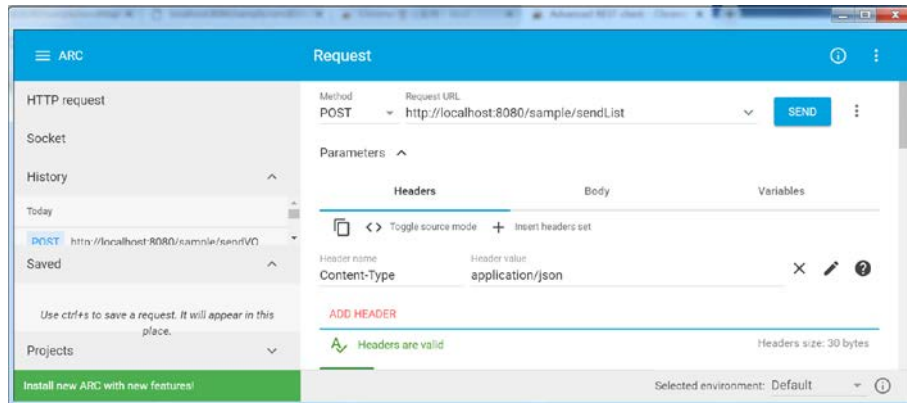 ARC
Request
HTTP request
Socket
History
Today
POST http://localhost:8080/sample/sendVO
Saved
Use ctrl+s to save a request. It will appear in this
place.
Projects
Install new ARC with new features!
Method
Request URL
POST
http://localhost:8080/sample/sendList
SEND
Parameters
Headers
Body
Variables
<> Toggle source mode
+ Insert headers set
Header name
Header value
Content-Type
application/json
ADD HEADER
Headers are valid
Headers size: 30 bytes
Selected environment: Default